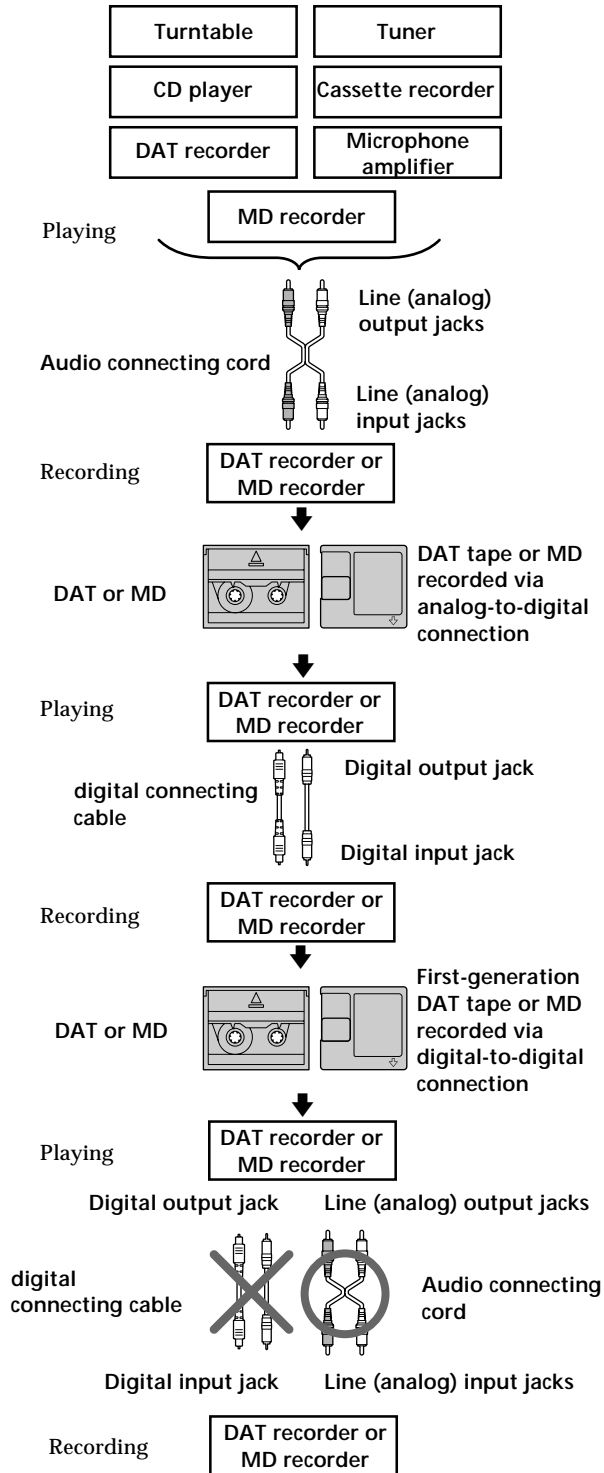 Turntable
Tuner
CD player
Cassette recorder
DAT recorder
Microphone
amplifier
Playing
MD recorder
Line (analog)
output jacks
Audio connecting cord
Line (analog)
input jacks
Recording
DAT recorder or
MD recorder
DAT or MD
DAT tape or MD
recorded via
analog-to-digital
connection
Playing
DAT recorder or
MD recorder
Digital output jack
digital connecting
cable
Digital input jack
Recording
DAT recorder or
MD recorder
DAT or MD
First-generation
DAT tape or MD
recorded via
digital-to-digital
connection
Playing
DAT recorder or
MD recorder
Digital output jack
Line (analog) output jacks
digital
connecting cable
Audio connecting
cord
Digital input jack
Line (analog) input jacks
Recording
DAT recorder or
MD recorder